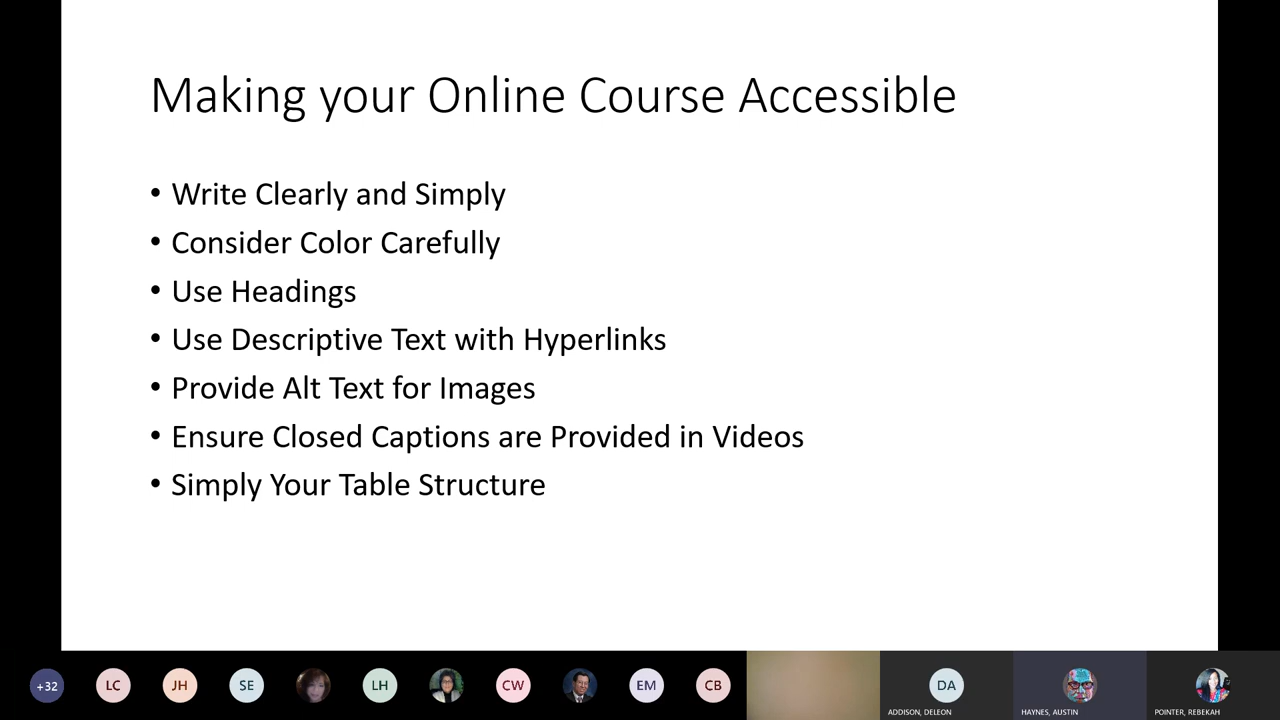 Making your Online Course Accessible
• Write Clearly and Simply
• Consider Color Carefully
• Use Headings
• Use Descriptive Text with Hyperlinks
• Provide Alt Text for Images
• Ensure Closed Captions are Provided in Videos
• Simply Your Table Structure
+32 LC JH SE LH CW EM CB DA
ADDISON, DELEON HAYNES, AUSTIN POINTER, REBEKAH